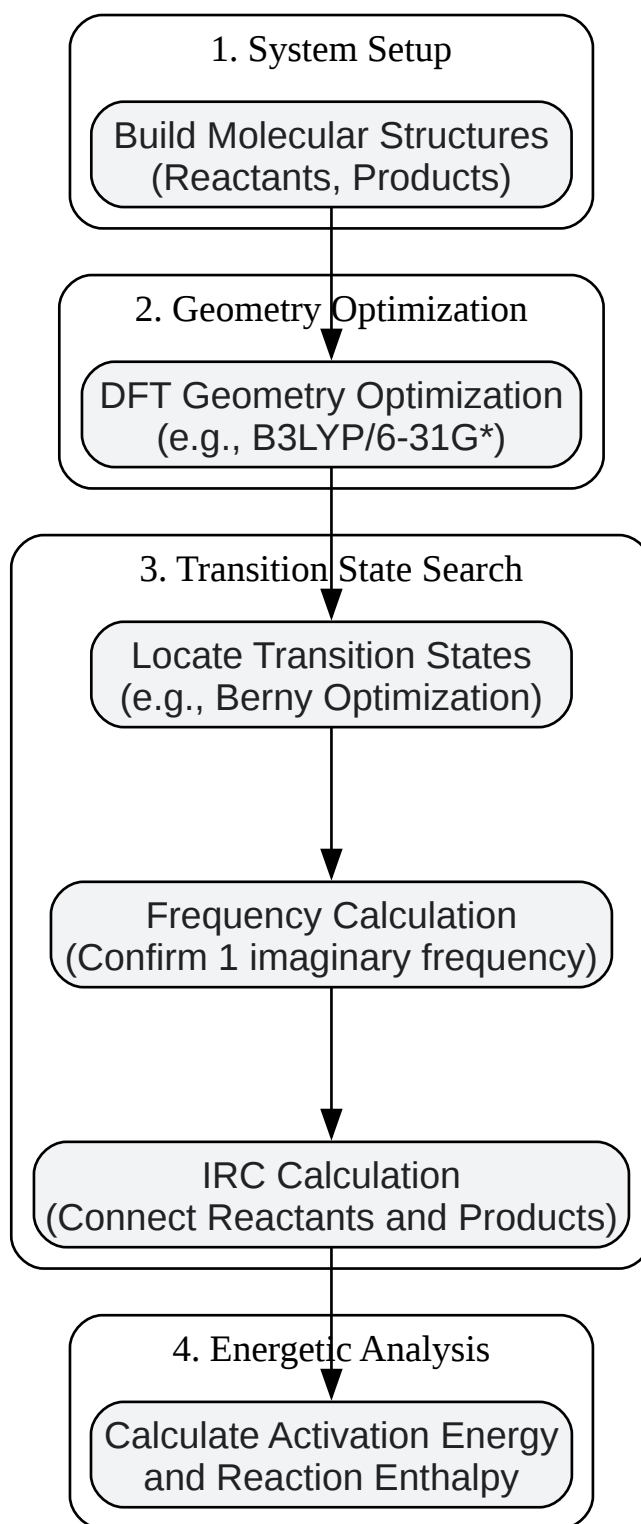 1. System Setup
Build Molecular Structures
(Reactants, Products)
2. Geometry Optimization
DFT Geometry Optimization
(e.g., B3LYP/6-31G*)
3. Transition State Search
Locate Transition States
(e.g., Berny Optimization)
Frequency Calculation
(Confirm 1 imaginary frequency)
IRC Calculation
(Connect Reactants and Products)
4. Energetic Analysis
Calculate Activation Energy
and Reaction Enthalpy